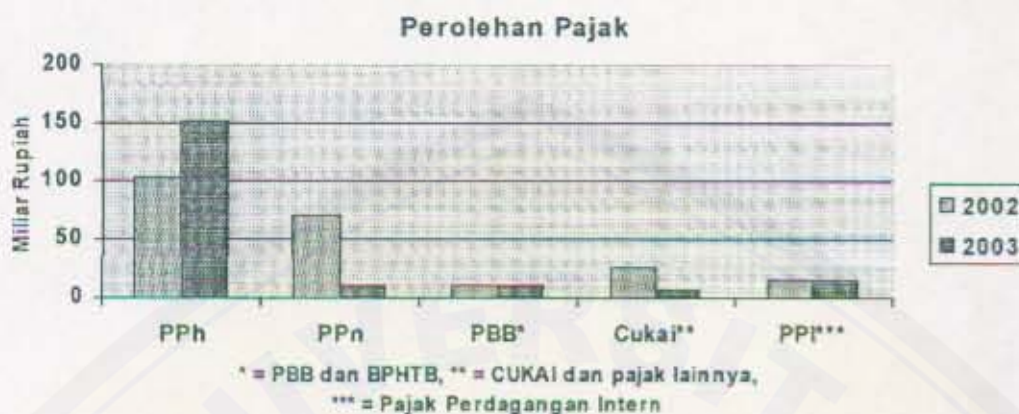 Perolehan Pajak
Miliar Rupiah
200
150
100
50
0
PPh PPn PBB* Cukai** PPI***
2002
2003
* = PBB dan BPHTB, ** = CUKAI dan pajak lainnya,
*** = Pajak Perdagangan Intern